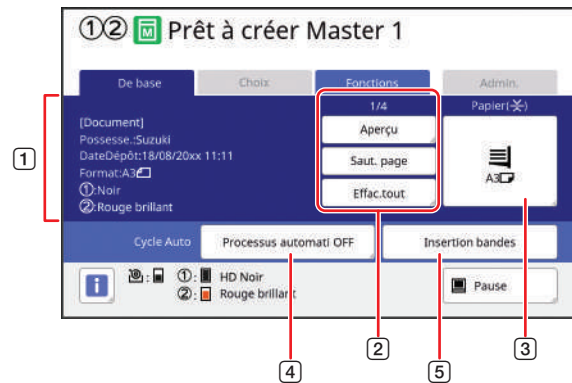 ①② M Prêt à créer Master 1
De base Choix Fonctions Admin.
1/4 Papier( )
[Document]
Possesse.:Suzuki
DateDépôt:18/08/20xx 11:11
Format:A3
①:Noir
②:Rouge brillant
Aperçu
Saut. page
Effac.tout
A3
Cycle Auto Processus automati OFF Insertion bandes
i : ①: HD Noir
②: Rouge brillant
Pause
1
2
3
4
5